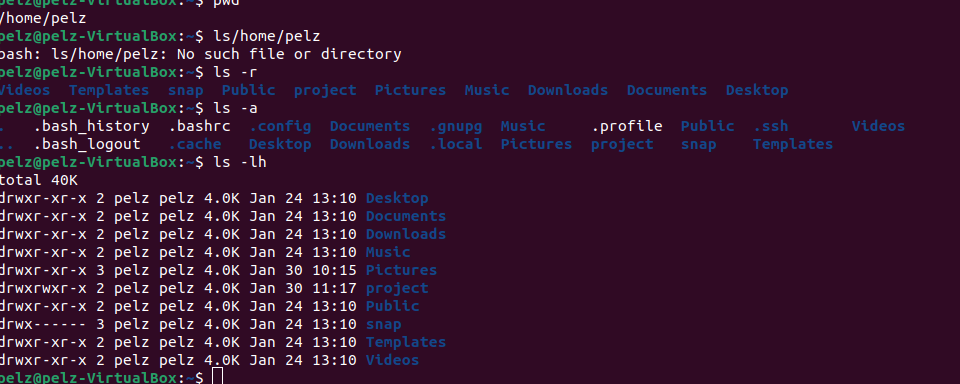 pwd
/home/pelz
pelz@pelz-VirtualBox:~$ ls/home/pelz
bash: ls/home/pelz: No such file or directory
pelz@pelz-VirtualBox:~$ ls -r
Videos Templates snap Public project Pictures Music Downloads Documents Desktop
pelz@pelz-VirtualBox:~$ ls -a
. .bash_history .bashrc .config Documents .gnupg Music .profile Public .ssh Videos
.. .bash_logout .cache Desktop Downloads .local Pictures project snap Templates
pelz@pelz-VirtualBox:~$ ls -lh
total 40K
drwxr-xr-x 2 pelz pelz 4.0K Jan 24 13:10 Desktop
drwxr-xr-x 2 pelz pelz 4.0K Jan 24 13:10 Documents
drwxr-xr-x 2 pelz pelz 4.0K Jan 24 13:10 Downloads
drwxr-xr-x 2 pelz pelz 4.0K Jan 24 13:10 Music
drwxr-xr-x 3 pelz pelz 4.0K Jan 30 10:15 Pictures
drwxrwxr-x 2 pelz pelz 4.0K Jan 30 11:17 project
drwxr-xr-x 2 pelz pelz 4.0K Jan 24 13:10 Public
drwx------ 3 pelz pelz 4.0K Jan 24 13:10 snap
drwxr-xr-x 2 pelz pelz 4.0K Jan 24 13:10 Templates
drwxr-xr-x 2 pelz pelz 4.0K Jan 24 13:10 Videos
pelz@pelz-VirtualBox:~$